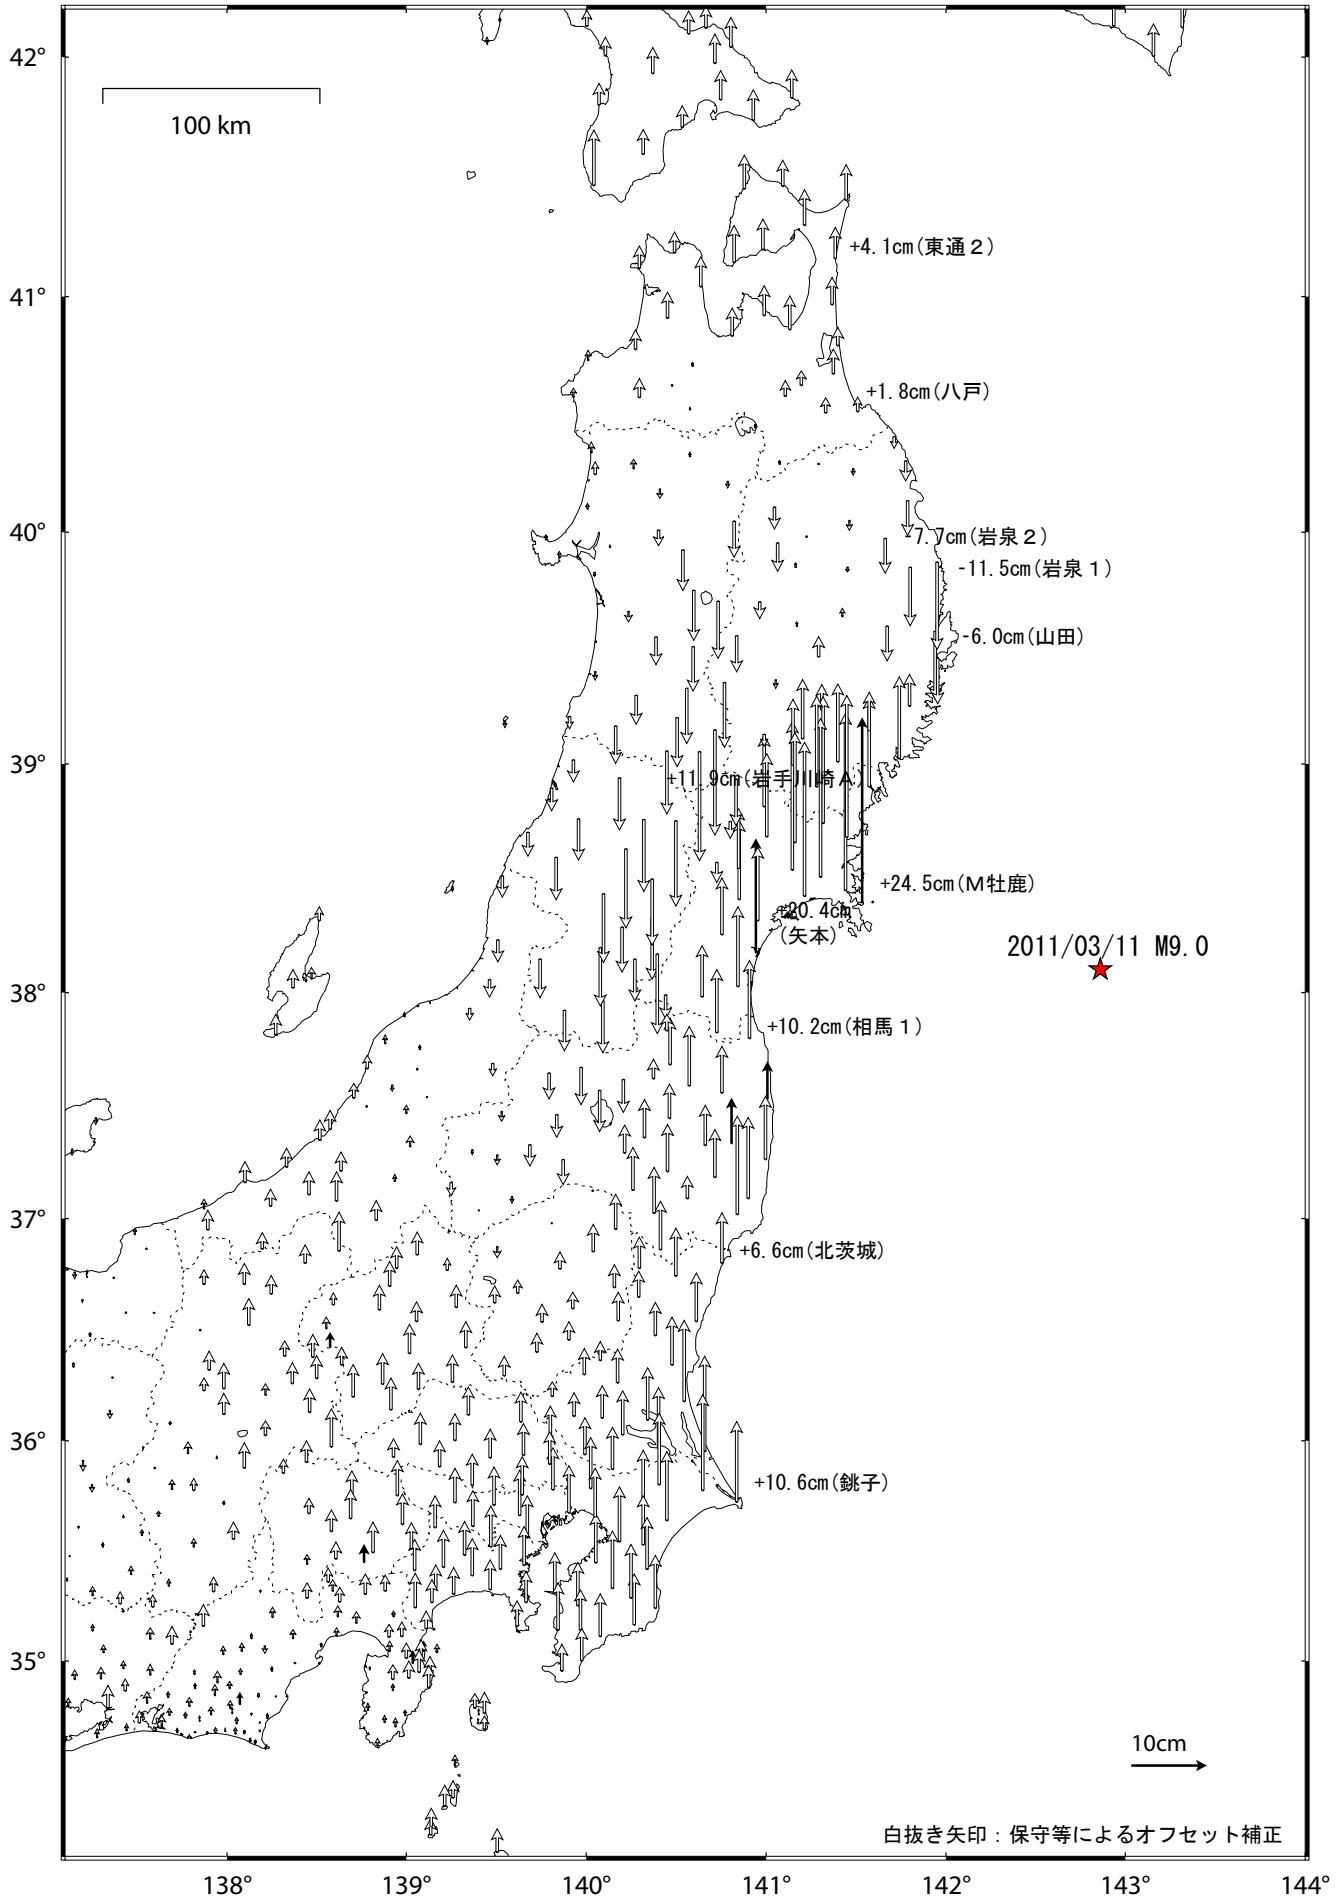 42°
100 km
+4.1cm(東通２)
41°
+1.8cm(八戸)
40°
-7.7cm(岩泉２)
-11.5cm(岩泉１)
-6.0cm(山田)
39°
+11.9cm(岩手川崎Ａ)
+24.5cm(Ｍ牡鹿)
+20.4cm
(矢本)
2011/03/11 M9.0
38°
+10.2cm(相馬１)
37°
+6.6cm(北茨城)
36°
+10.6cm(銚子)
35°
10cm
白抜き矢印：保守等によるオフセット補正
138°
139°
140°
141°
142°
143°
144°